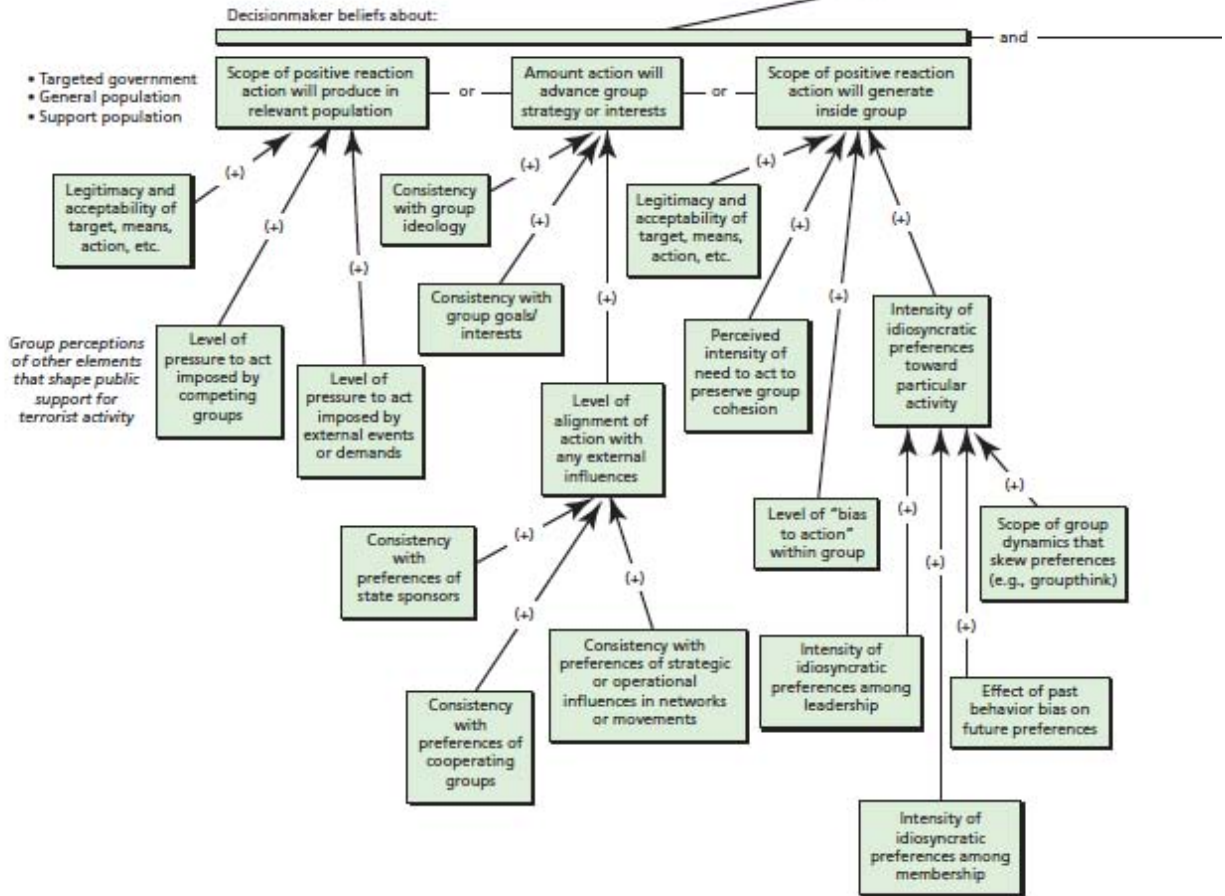 Decisionmaker beliefs about:
and
• Targeted government
• General population
• Support population
Scope of positive reaction
action will produce in
relevant population
or
Amount action will
advance group
strategy or interests
or
Scope of positive reaction
action will generate
inside group
(+)
(+)
(+)
(+)
(+)
(+)
(+)
(+)
(+)
(+)
Legitimacy and
acceptability of
target, means,
action, etc.
Consistency
with group
ideology
Legitimacy and
acceptability of
target, means,
action, etc.
Consistency with
group goals/
interests
Intensity of
idiosyncratic
preferences
toward
particular
activity
Group perceptions
of other elements
that shape public
support for
terrorist activity
Level of
pressure to act
imposed by
competing
groups
Level of
pressure to act
imposed by
external events
or demands
Perceived
intensity of
need to act to
preserve group
cohesion
Level of
alignment of
action with
any external
influences
Level of "bias
to action"
within group
(+)
(+)
(+)
(+)
(+)
(+)
(+)
Scope of group
dynamics that
skew preferences
(e.g., groupthink)
Consistency
with
preferences of
state sponsors
Consistency with
preferences of strategic
or operational
influences in networks
or movements
Intensity of
idiosyncratic
preferences among
leadership
Effect of past
behavior bias on
future preferences
Consistency
with
preferences of
cooperating
groups
Intensity of
idiosyncratic
preferences among
membership